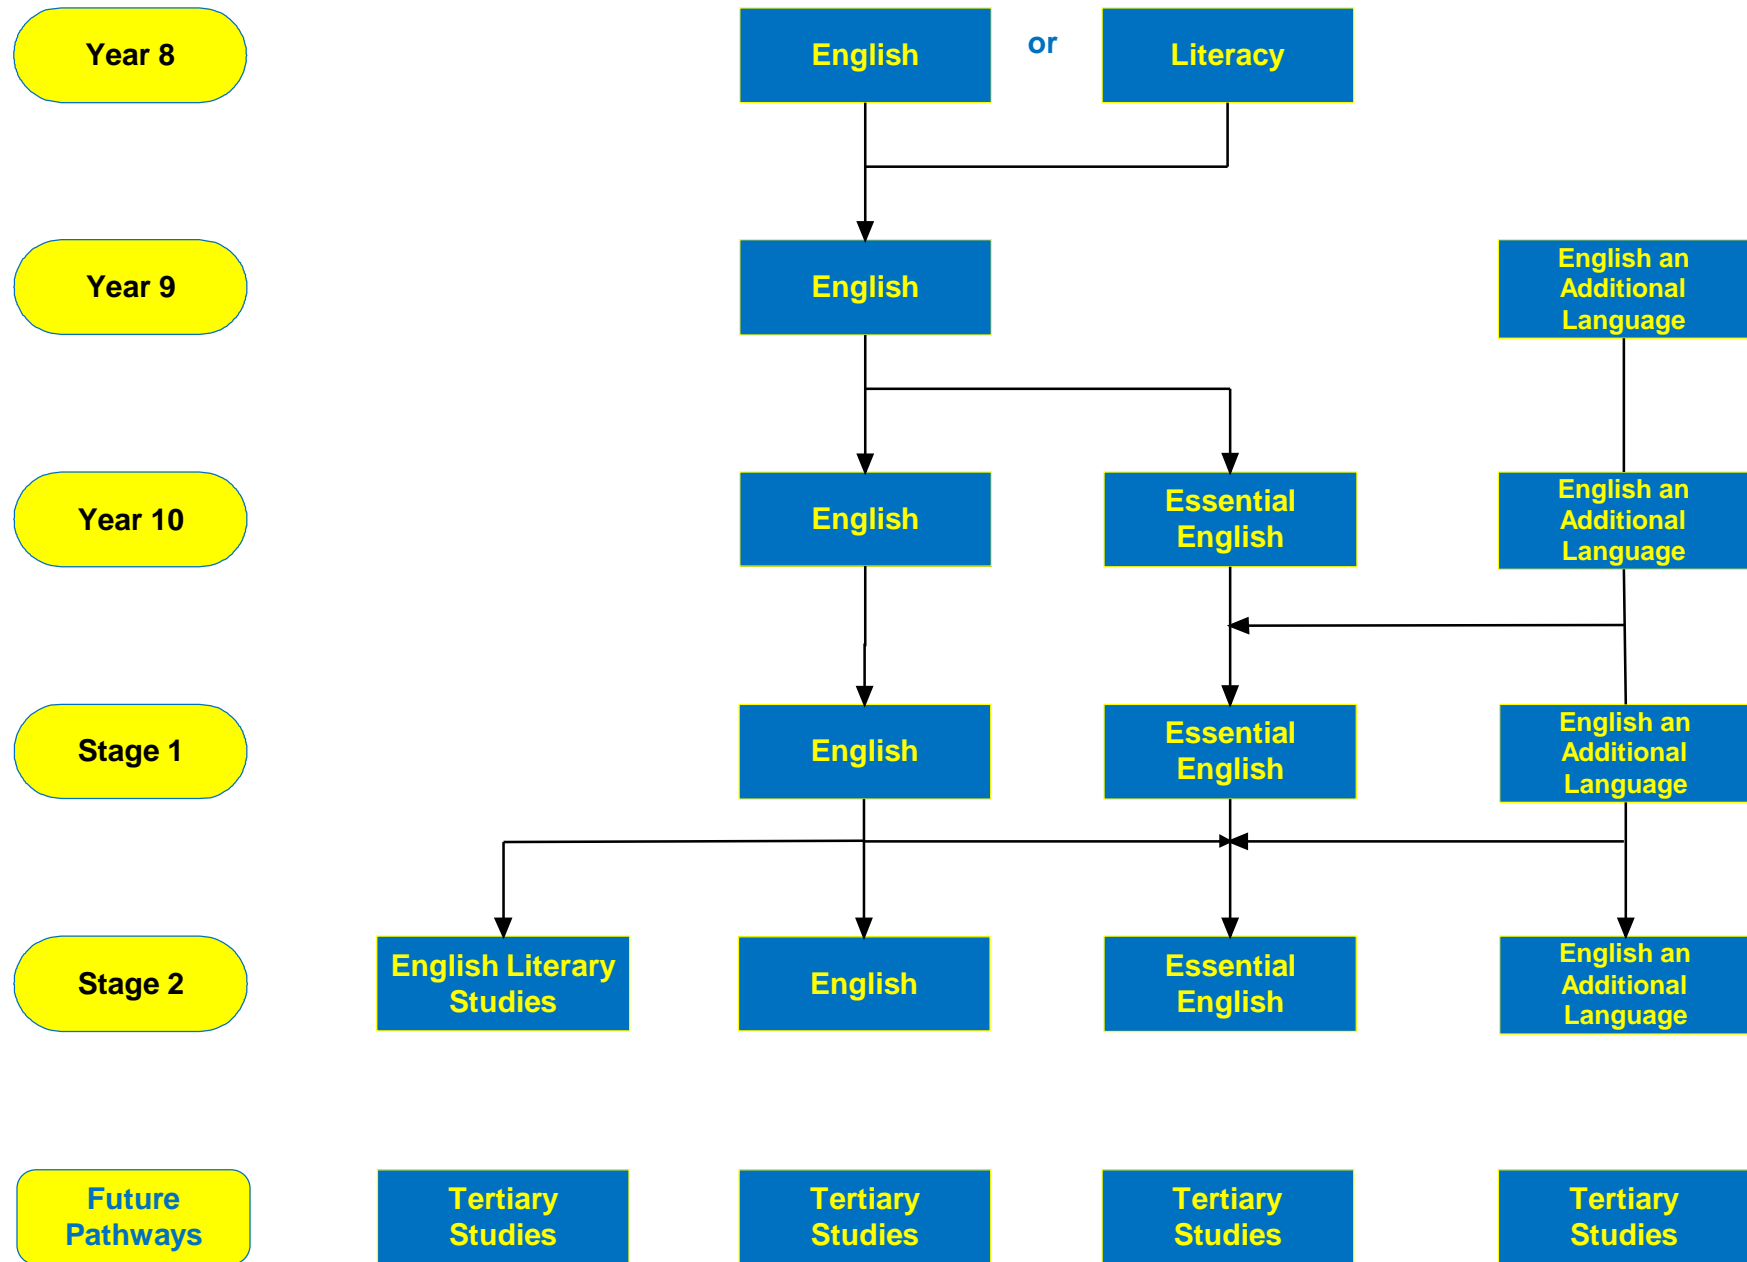 Year 8
English
or
Literacy
Year 9
English
English an
Additional
Language
Year 10
English
Essential
English
English an
Additional
Language
Stage 1
English
Essential
English
English an
Additional
Language
Stage 2
English Literary
Studies
English
Essential
English
English an
Additional
Language
Future
Pathways
Tertiary
Studies
Tertiary
Studies
Tertiary
Studies
Tertiary
Studies